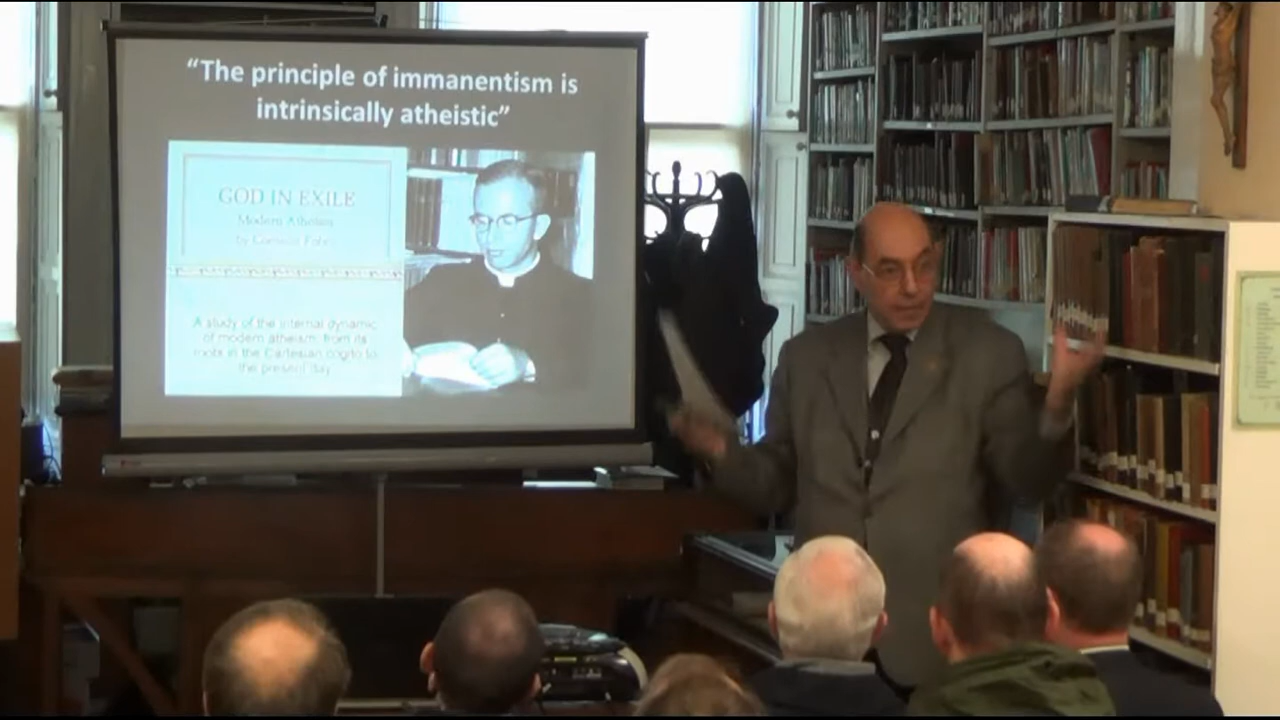 “The principle of immanentism is
intrinsically atheistic”
GOD IN EXILE
Modern Atheism
by Cornelio Fabro
A study of the internal dynamic
of modern atheism, from its
roots in the Cartesian cogito to
the present day